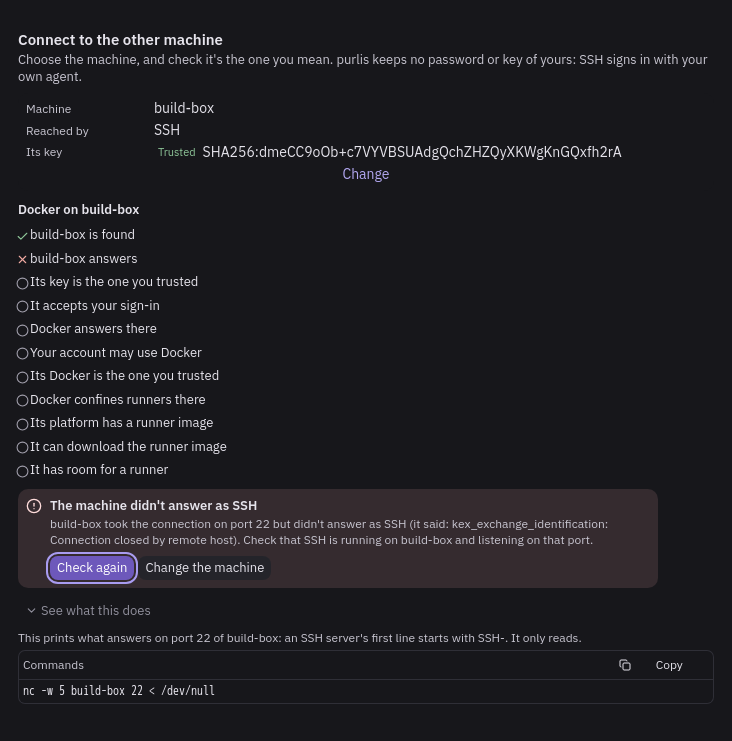 Connect to the other machine
Choose the machine, and check it's the one you mean. purlis keeps no password or key of yours: SSH signs in with your
own agent.
Machine build-box
Reached by SSH
Its key Trusted SHA256:dmeCC9oOb+c7VYVBSUAdgQchZHZQyXKWgKnGQxfh2rA
Change
Docker on build-box
build-box is found
build-box answers
Its key is the one you trusted
It accepts your sign-in
Docker answers there
Your account may use Docker
Its Docker is the one you trusted
Docker confines runners there
Its platform has a runner image
It can download the runner image
It has room for a runner
The machine didn't answer as SSH
build-box took the connection on port 22 but didn't answer as SSH (it said: kex_exchange_identification:
Connection closed by remote host). Check that SSH is running on build-box and listening on that port.
Check again Change the machine
See what this does
This prints what answers on port 22 of build-box: an SSH server's first line starts with SSH-. It only reads.
Commands Copy
nc -w 5 build-box 22 < /dev/null